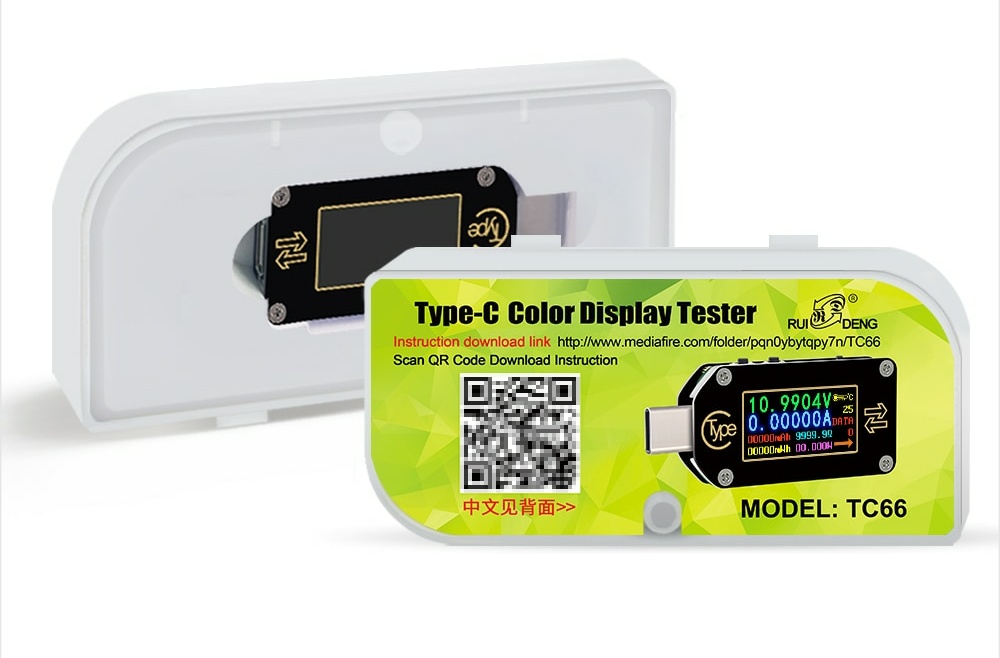 Type
Type-C Color Display Tester
RUI DENG ®
Instruction download link http://www.mediafire.com/folder/pqn0ybytqpy7n/TC66
Scan QR Code Download Instruction
10.9904V
℃
25
0.00000A
DATA
00000mAh 9999.9Ω
0
00000mWh 00.000W
Type
中文见背面>>
MODEL: TC66